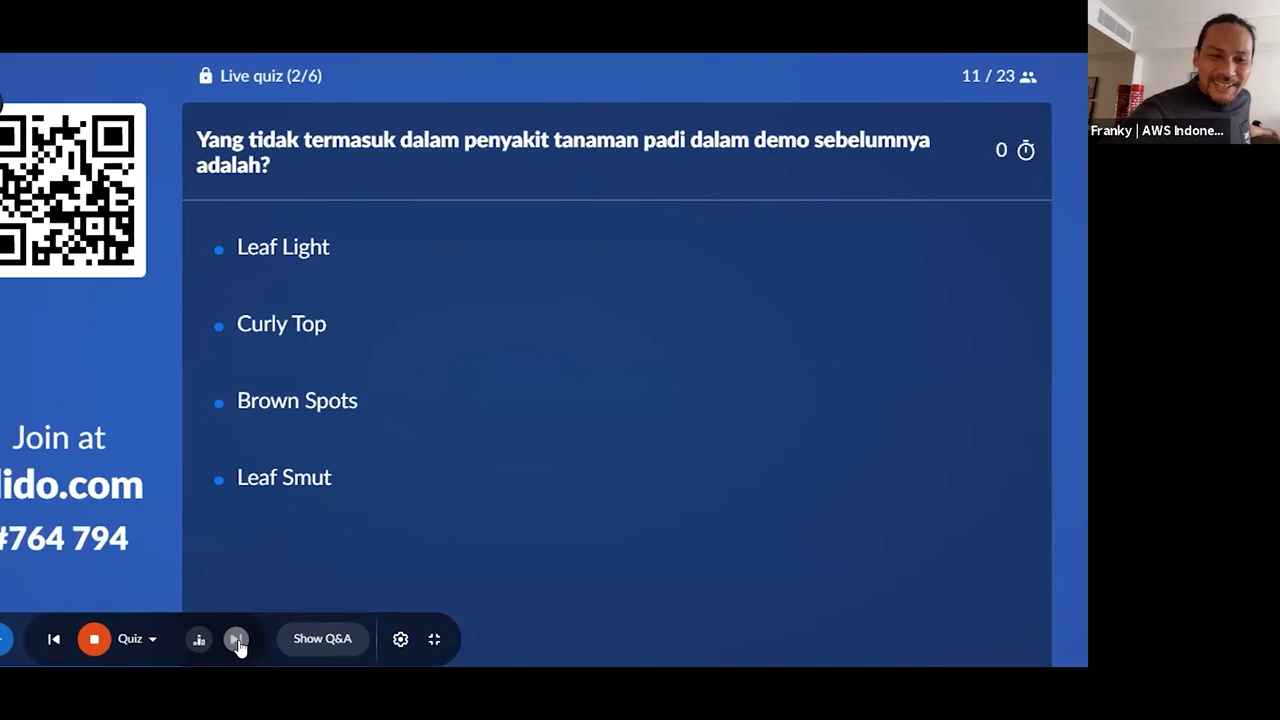 Live quiz (2/6)
11 / 23
Yang tidak termasuk dalam penyakit tanaman padi dalam demo sebelumnya
adalah?
0
Leaf Light
Curly Top
Brown Spots
Leaf Smut
Join at
lido.com
#764 794
Quiz
Show Q&A
Franky | AWS Indone...